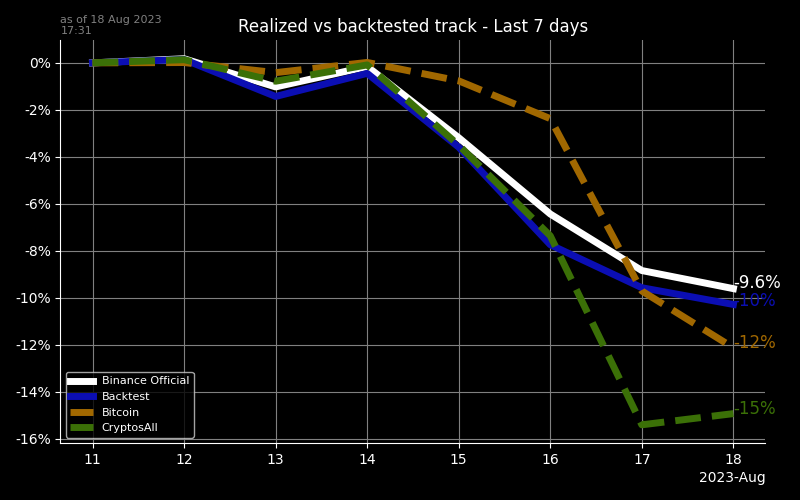 as of 18 Aug 2023
17:31
Realized vs backtested track - Last 7 days
0%
-2%
-4%
-6%
-8%
-10%
-12%
-14%
-16%
-9.6%
-10%
-12%
-15%
Binance Official
Backtest
Bitcoin
CryptosAll
11 12 13 14 15 16 17 18
2023-Aug